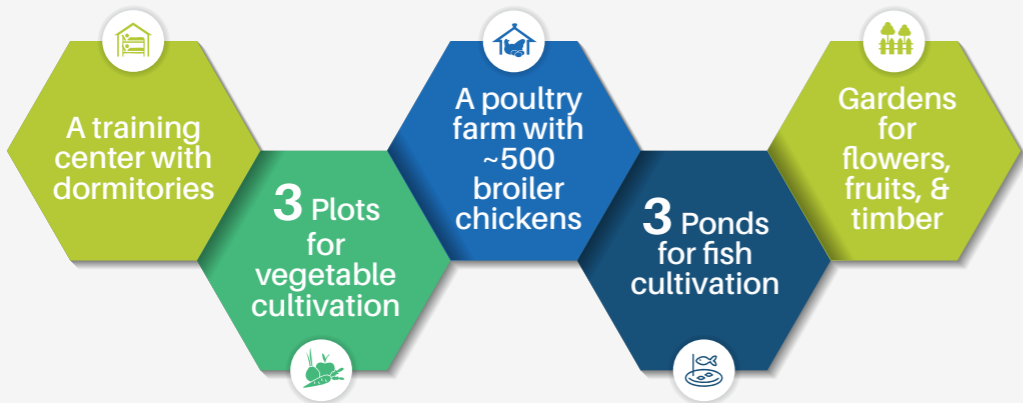 A training
center with
dormitories
3 Plots
for
vegetable
cultivation
A poultry
farm with
~500
broiler
chickens
3 Ponds
for fish
cultivation
Gardens
for
flowers,
fruits, &
timber